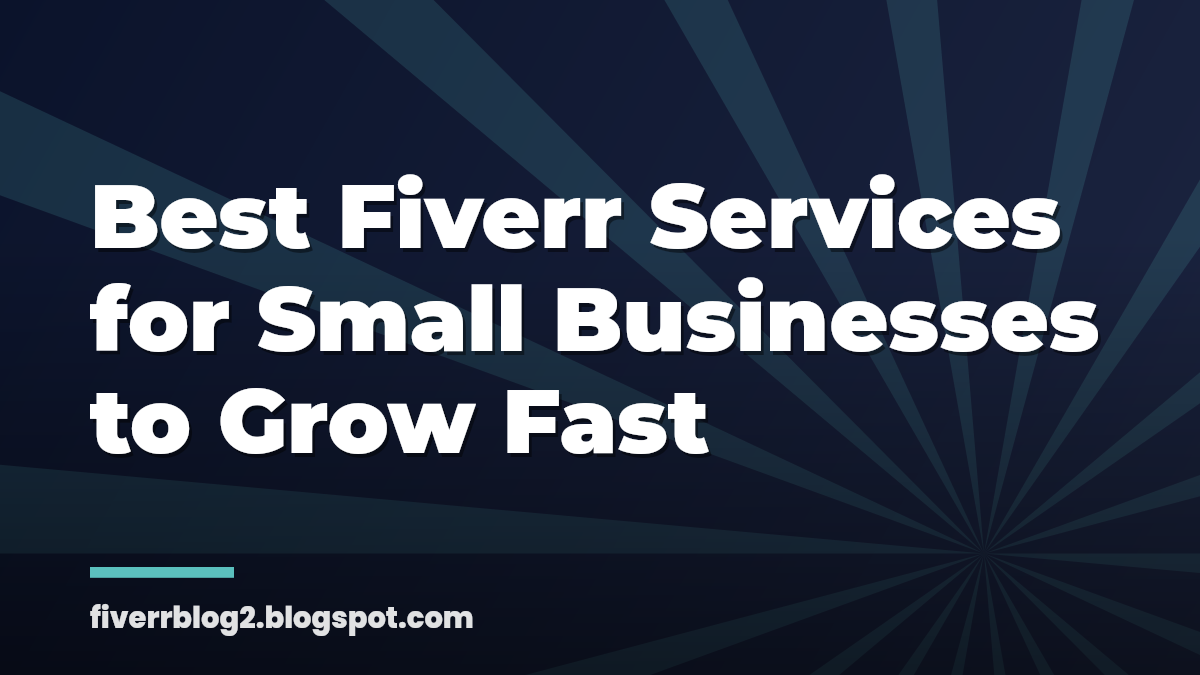 Best Fiverr Services
for Small Businesses
to Grow Fast
fiverrblog2.blogspot.com